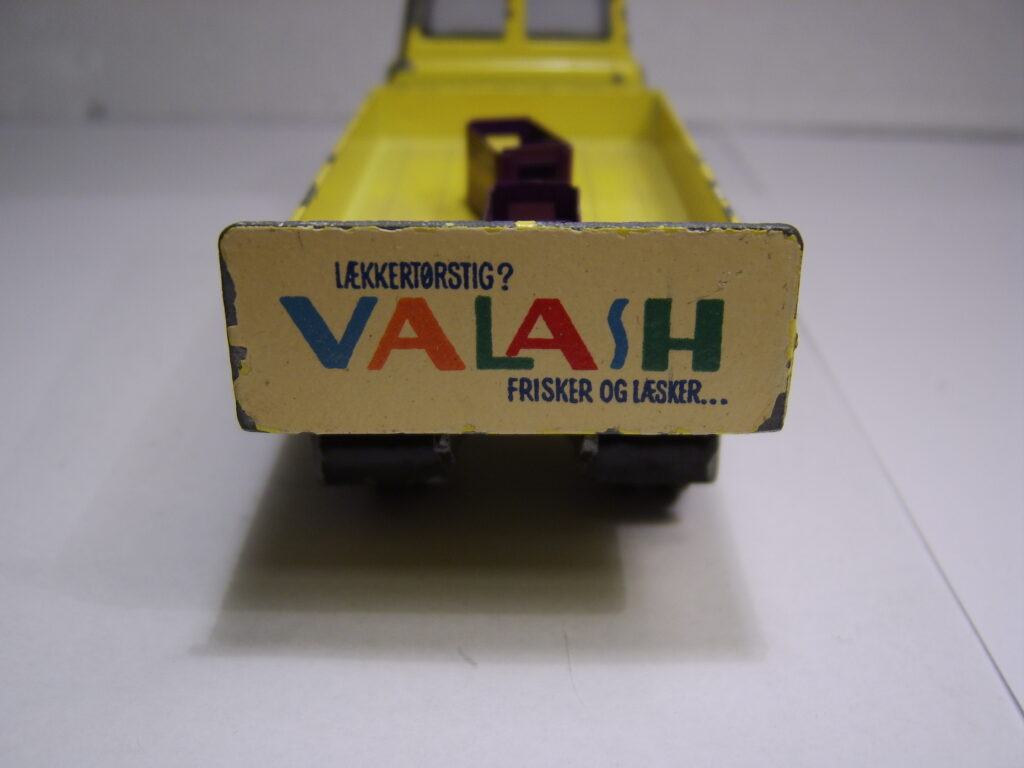 LÆKKERTØRSTIG?
VALASH
FRISKER OG LÆSKER...